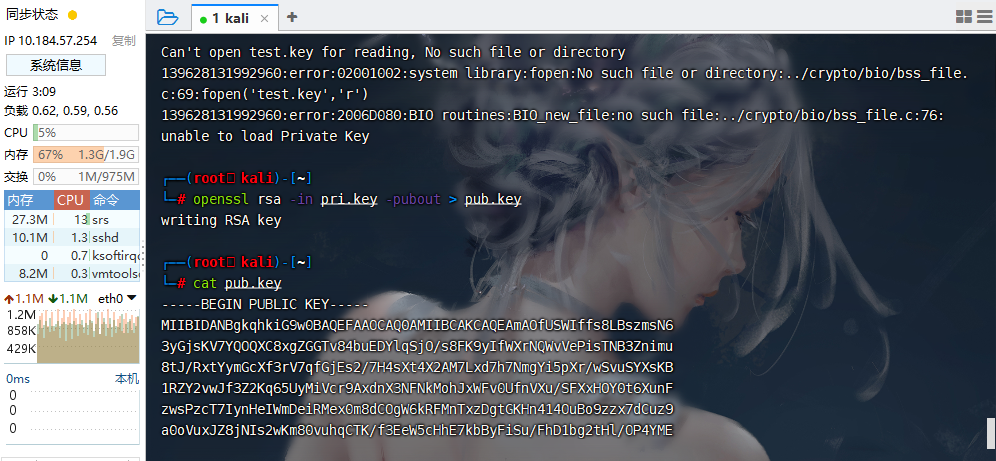 同步状态
IP 10.184.57.254 复制
系统信息
运行 3:09
负载 0.62, 0.59, 0.56
CPU 5%
内存 67% 1.3G/1.9G
交换 0% 1M/975M
内存 CPU 命令
27.3M 13 srs
10.1M 1.3 sshd
0 0.7 ksoftirqd
8.2M 0.3 vmtools
1.1M 1.1M eth0
1.2M
858K
429K
0ms 本机
0
0
0
1 kali
Can't open test.key for reading, No such file or directory
139628131992960:error:02001002:system library:fopen:No such file or directory:../crypto/bio/bss_file.
c:69:fopen('test.key','r')
139628131992960:error:2006D080:BIO routines:BIO_new_file:no such file:../crypto/bio/bss_file.c:76:
unable to load Private Key
┌──(root kali)-[~]
└─# openssl rsa -in pri.key -pubout > pub.key
writing RSA key
┌──(root kali)-[~]
└─# cat pub.key
-----BEGIN PUBLIC KEY-----
MIIBIDANBgkqhkiG9w0BAQEFAAOCAQ0AMIIBCAKCAQEAmAOfUSWIffs8LBszmsN6
3yGjsKV7YQOQXC8xgZGGTv84buEDYlqSjO/s8FK9yIfWXrNQWvVePisTNB3Znimu
8tJ/RxtYymGcXf3rV7qfGjEs2/7H4sXt4X2AM7Lxd7h7NmgYi5pXr/wSvuSYXsKB
1RZY2vwJf3Z2Kq65UyMiVcr9AxdnX3NFNkMohJxWFv0UfnVXu/SFXxHOY0t6XunF
zwsPzcT7IynHeIWmDeiRMex0m8dCOgW6kRFMnTxzDgtGKHn414OuBo9zzx7dCuz9
a0oVuxJZ8jNIs2wKm80vuhqCTK/f3EeW5cHhE7kbByFiSu/FhD1bg2tHl/OP4YME